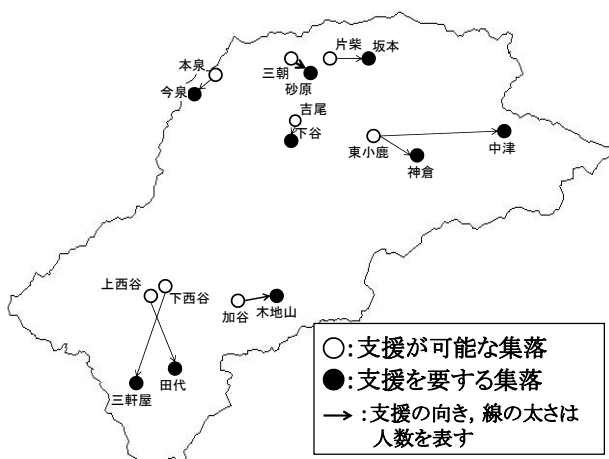 片柴
坂本
本泉
三朝
今泉
砂原
吉尾
下谷
東小鹿
中津
神倉
上西谷
下西谷
加谷
木地山
田代
三軒屋
○:支援が可能な集落
●:支援を要する集落
→:支援の向き，線の太さは
人数を表す